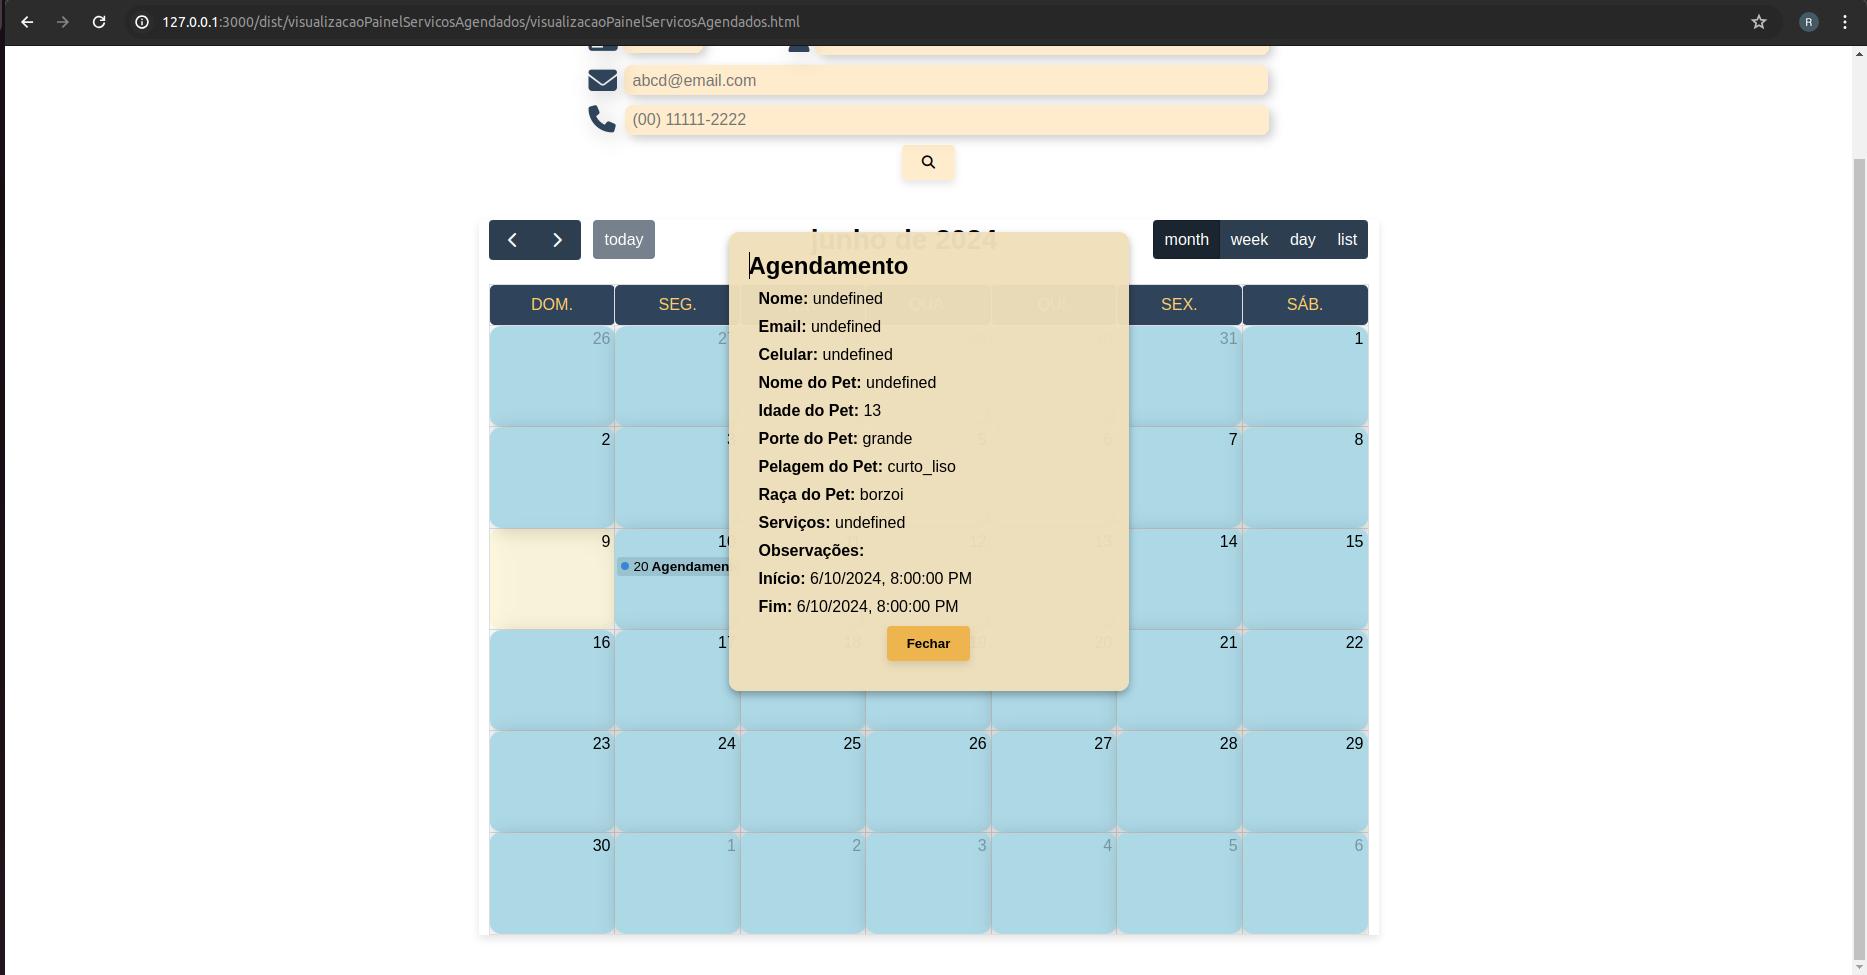 127.0.0.1:3000/dist/visualizacaoPainelServicosAgendados/visualizacaoPainelServicosAgendados.html
R
abcd@email.com
(00) 11111-2222
today
junho de 2024
month week day list
Agendamento
Nome: undefined
Email: undefined
Celular: undefined
Nome do Pet: undefined
Idade do Pet: 13
Porte do Pet: grande
Pelagem do Pet: curto_liso
Raça do Pet: borzoi
Serviços: undefined
Observações:
Início: 6/10/2024, 8:00:00 PM
Fim: 6/10/2024, 8:00:00 PM
Fechar
DOM. SEG. QUA. QUI. SEX. SÁB.
26 31 1
2 5 6 7 8
9 10 11 12 13 14 15
20 Agendamen
16 17 18 19 20 21 22
23 24 25 26 27 28 29
30 1 2 3 4 5 6